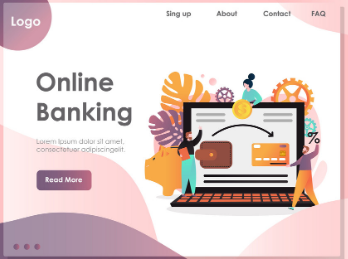 Logo
Sing up
About
Contact
FAQ
Online
Banking
Lorem ipsum dolor sit amet,
consectetuer adipiscingelit.
Read More
$
%